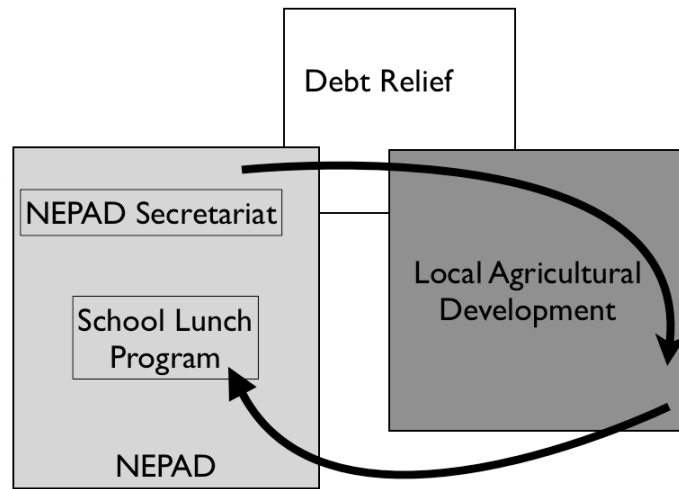 Debt Relief
NEPAD Secretariat
Local Agricultural
Development
School Lunch
Program
NEPAD